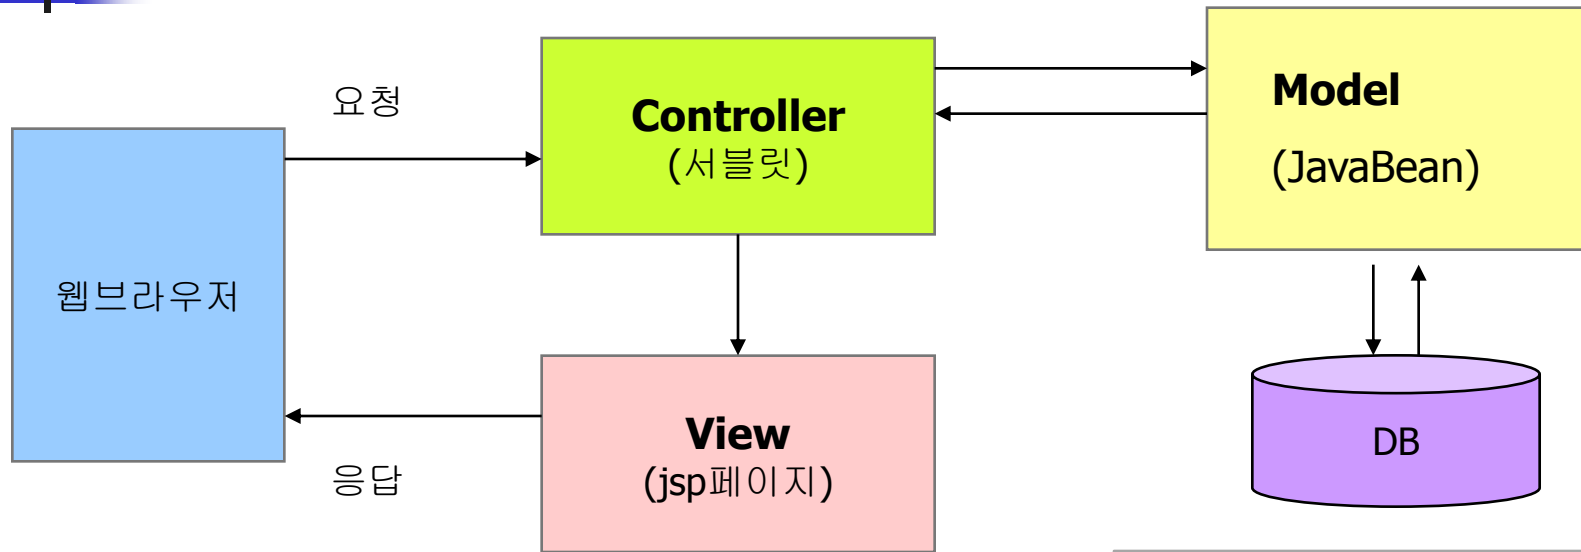 요청
Controller
(서블릿)
Model
(JavaBean)
웹브라우저
응답
View
(jsp페이지)
DB